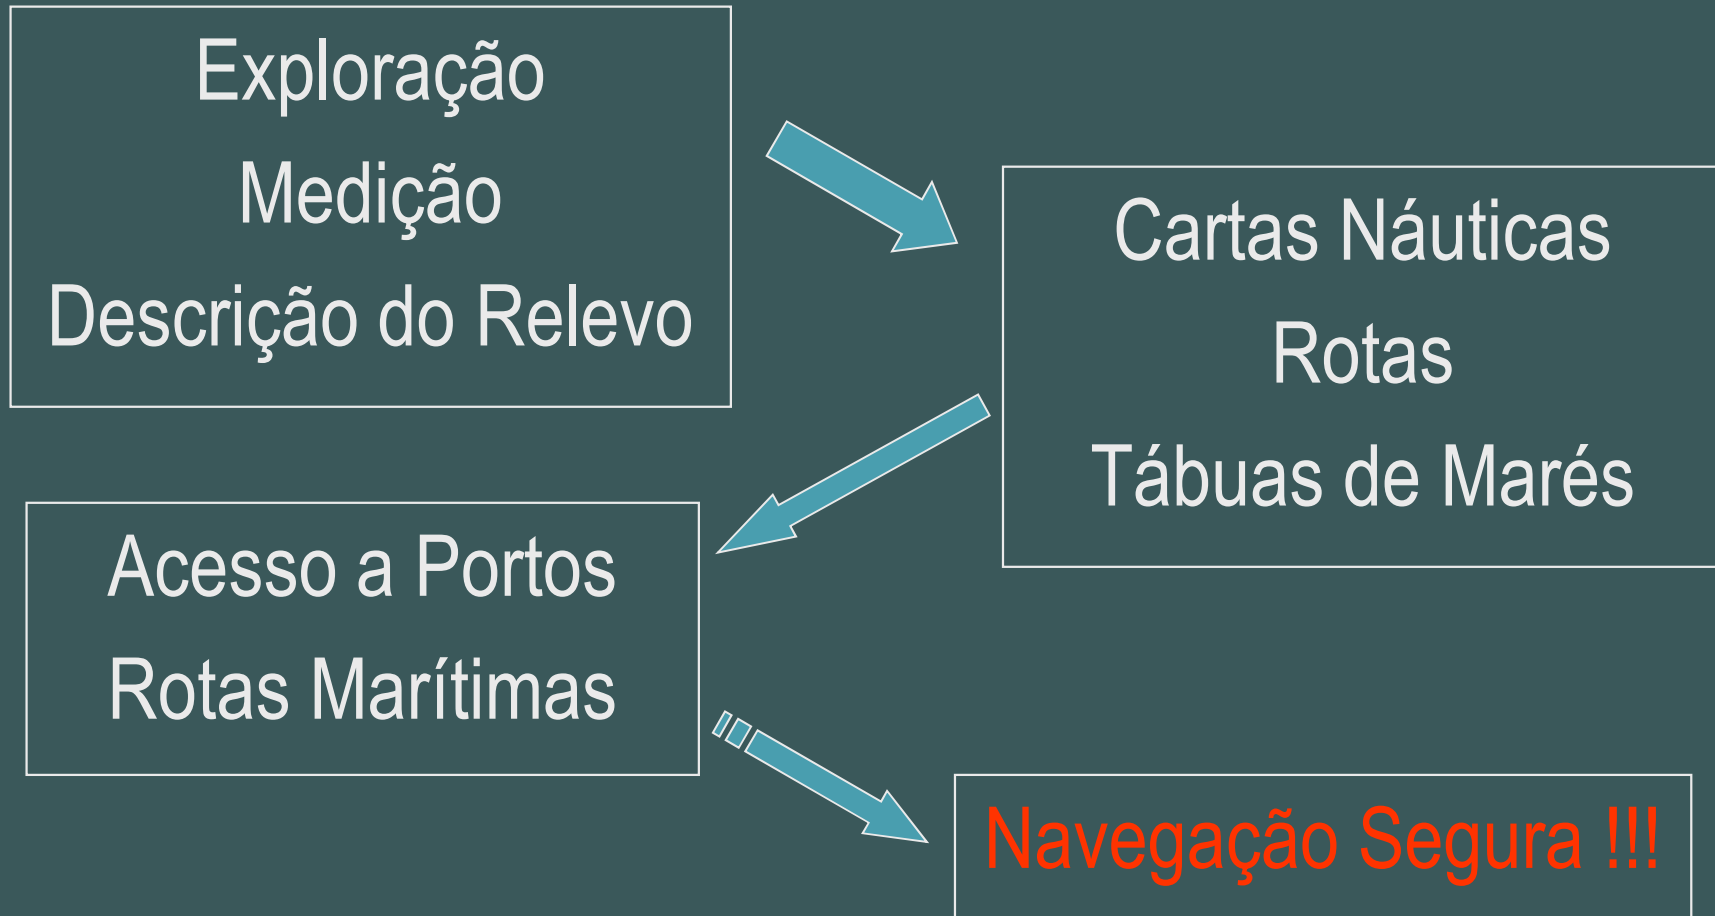 Exploração
Medição
Descrição do Relevo
Cartas Náuticas
Rotas
Tábuas de Marés
Acesso a Portos
Rotas Marítimas
Navegação Segura !!!